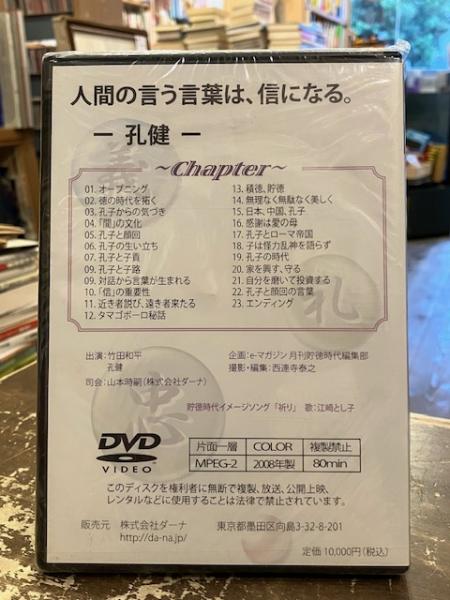 人間の言う言葉は、信になる。
ー 孔健 ー
～Chapter～
01. オープニング
02. 徳の時代を拓く
03. 孔子からの気づき
04. 「間」の文化
05. 孔子と顔回
06. 孔子の生い立ち
07. 孔子と子貢
08. 孔子と子路
09. 対話から言葉が生まれる
10. 「信」の重要性
11. 近き者説び、遠き者来たる
12. タマゴボーロ秘話
13. 積徳、貯徳
14. 無理なく無駄なく美しく
15. 日本、中国、孔子
16. 感謝は愛の母
17. 孔子とローマ帝国
18. 子は怪力乱神を語らず
19. 孔子の時代
20. 家を興す、守る
21. 自分を磨いて投資する
22. 孔子と顔回の言葉
23. エンディング
義
礼
忠
出演：竹田和平
孔健
司会：山本時嗣（株式会社ダーナ）
企画：e-マガジン 月刊貯徳時代編集部
撮影・編集：西連寺泰之
貯徳時代イメージソング「祈り」 歌：江崎とし子
DVD
VIDEO
片面一層 COLOR 複製禁止
MPEG-2 2008年製 80min
このディスクを権利者に無断で複製、放送、公開上映、
レンタルなどに使用することは法律で禁止されています。
販売元 株式会社ダーナ 東京都墨田区向島3-32-8-201
http://da-na.jp/
定価 10,000円（税込）